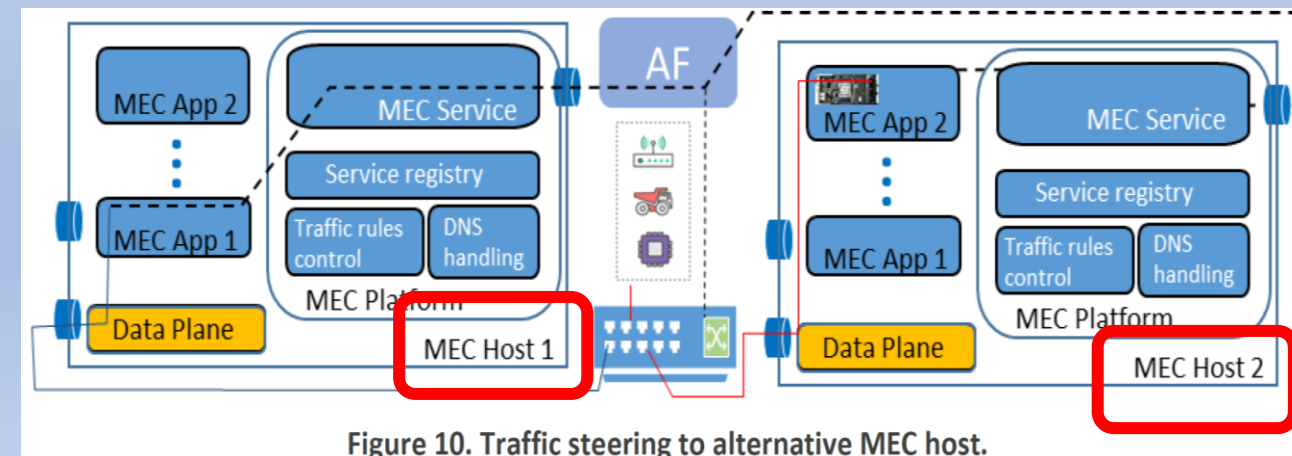 MEC App 2
MEC Service
Service registry
MEC App 1
Traffic rules
control
DNS
handling
MEC Platform
Data Plane
MEC Host 1
AF
MEC App 2
MEC Service
Service registry
MEC App 1
Traffic rules
control
DNS
handling
MEC Platform
Data Plane
MEC Host 2
Figure 10. Traffic steering to alternative MEC host.